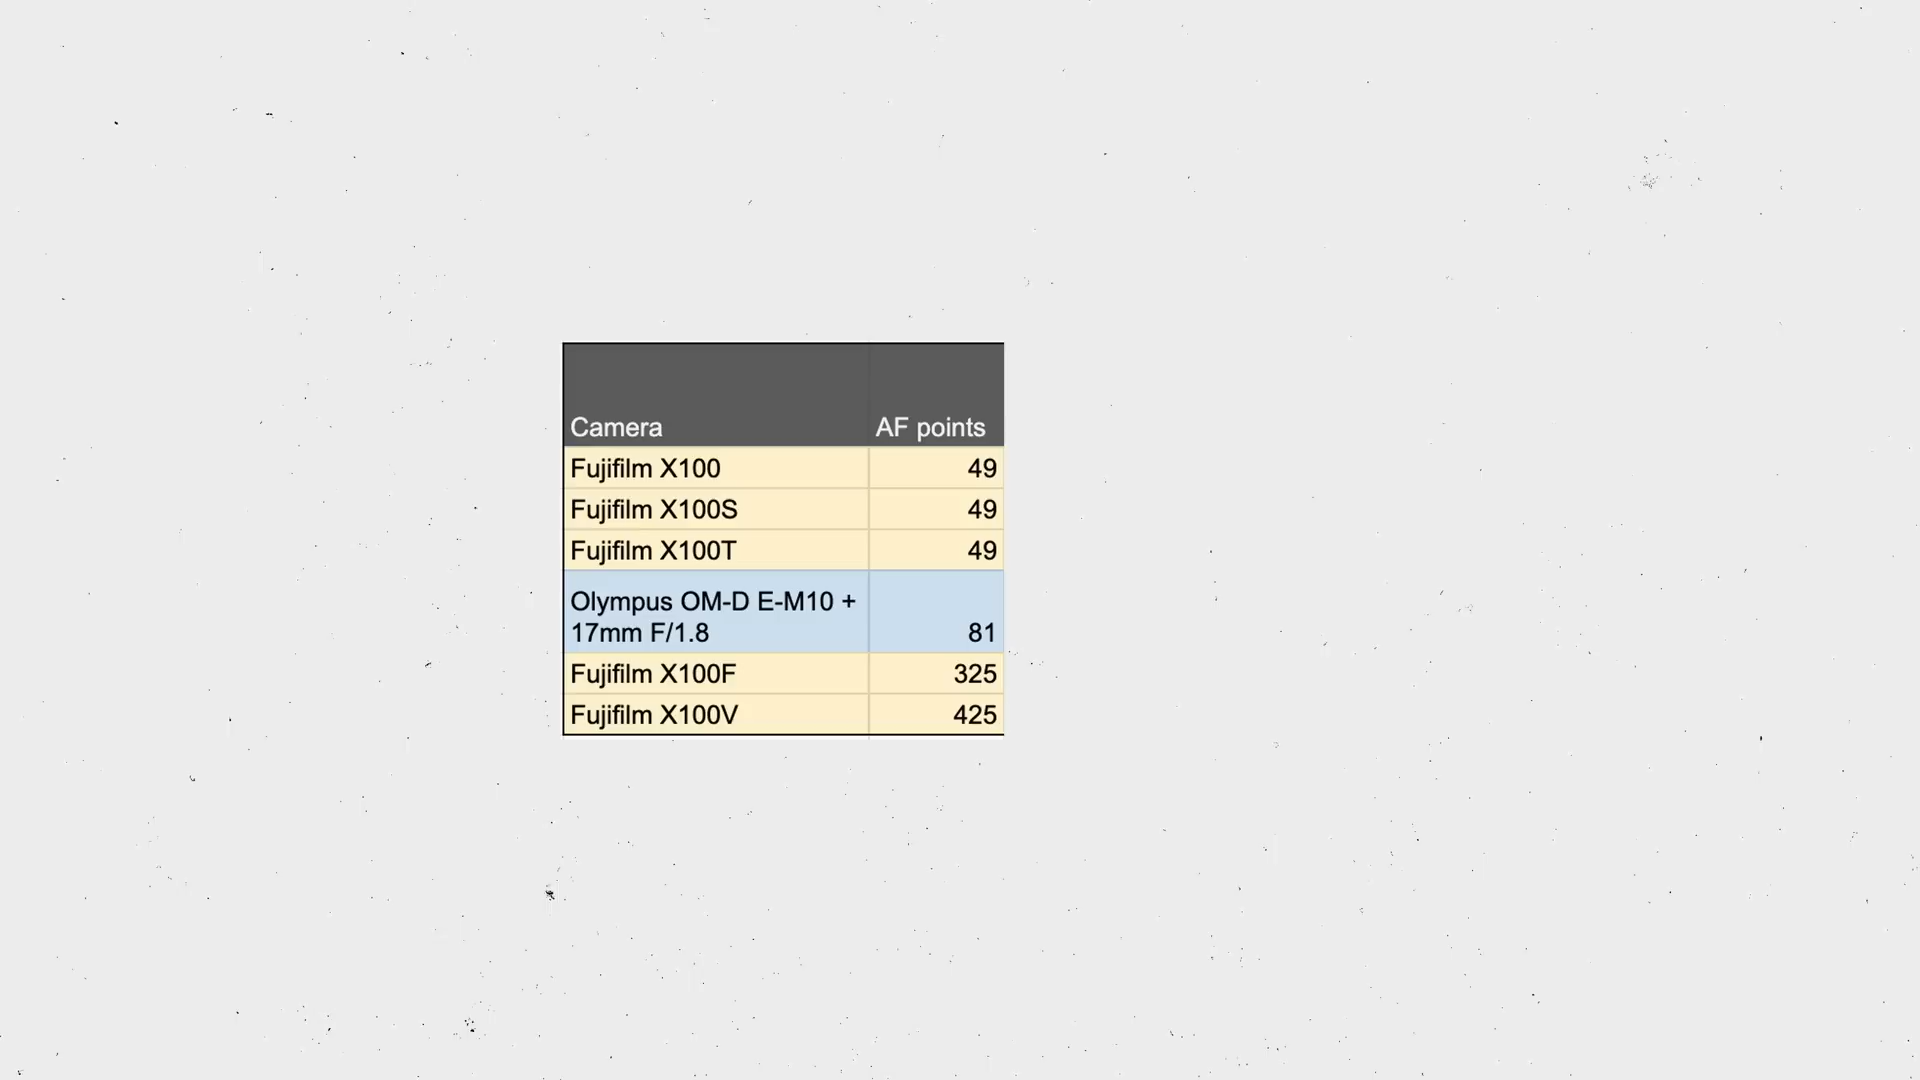 Camera AF points
Fujifilm X100 49
Fujifilm X100S 49
Fujifilm X100T 49
Olympus OM-D E-M10 +
17mm F/1.8 81
Fujifilm X100F 325
Fujifilm X100V 425